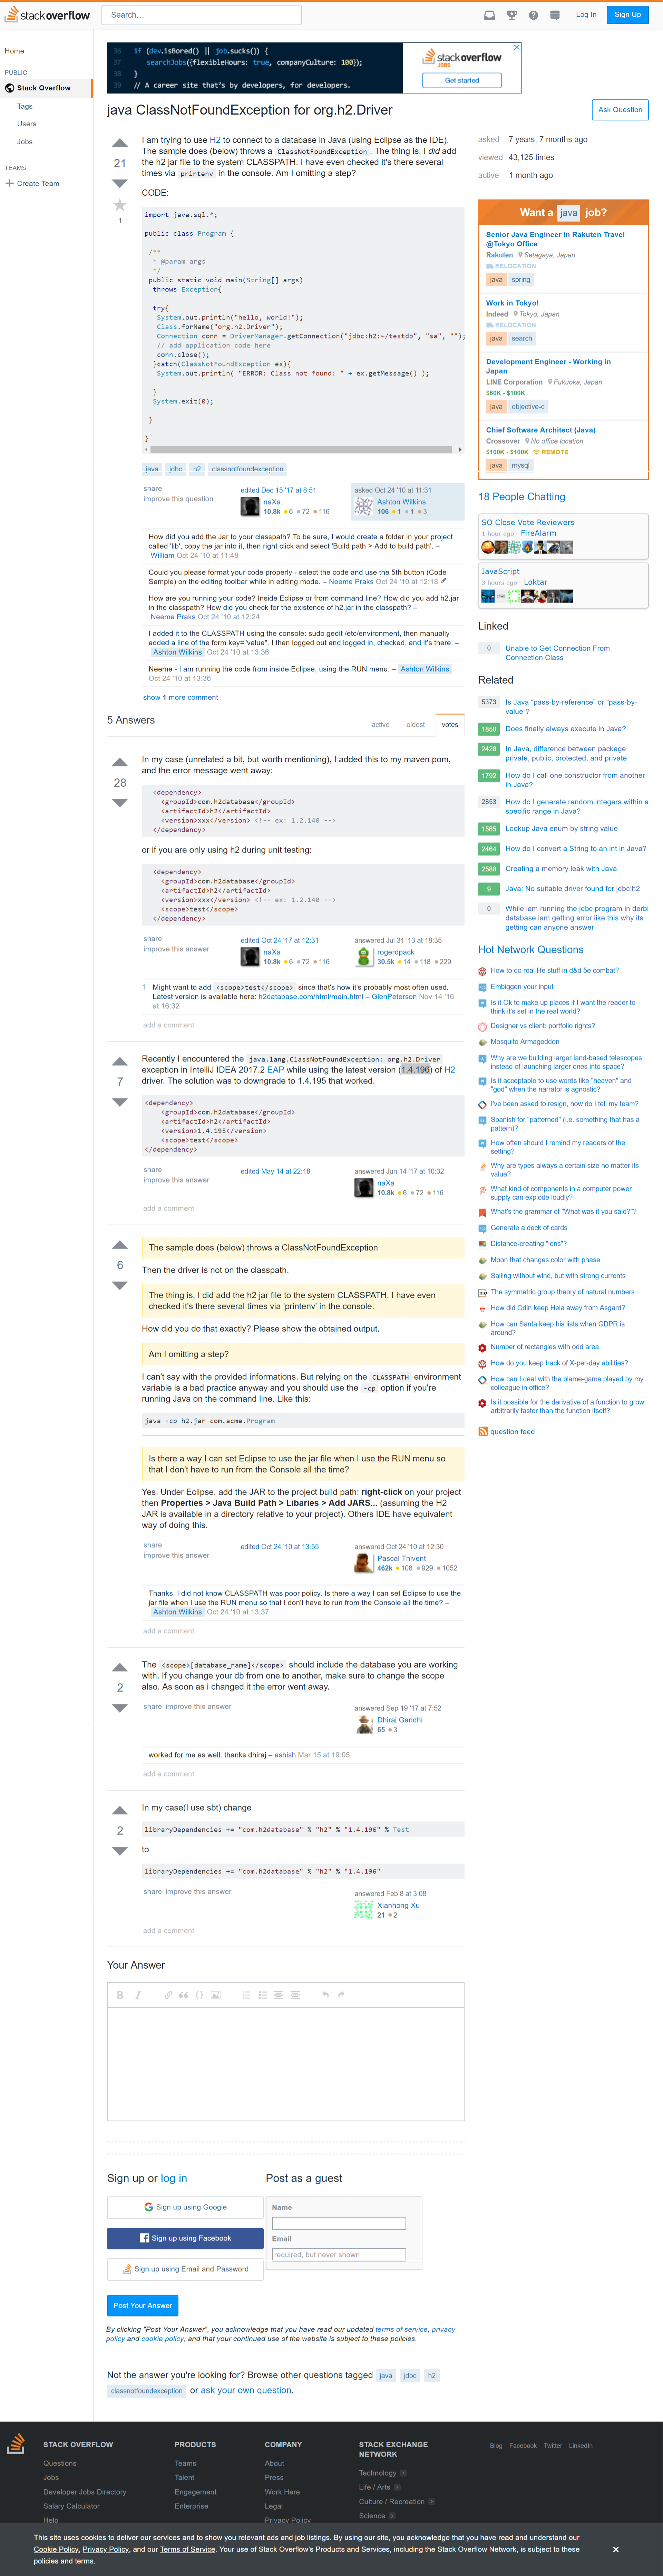 stackoverflow
Search…
Log In
Sign Up
Home
PUBLIC
Stack Overflow
Tags
Users
Jobs
TEAMS
Create Team
36 if (dev.isBored() || job.sucks()) {
37 searchJobs({flexibleHours: true, companyCulture: 100});
38 }
39 // A career site that's by developers, for developers.
stackoverflow
JOBS
Get started
java ClassNotFoundException for org.h2.Driver
Ask Question
I am trying to use H2 to connect to a database in Java (using Eclipse as the IDE).
The sample does (below) throws a ClassNotFoundException . The thing is, I did add
the h2 jar file to the system CLASSPATH. I have even checked it's there several
times via printenv in the console. Am I omitting a step?
21
1
CODE:
import java.sql.*;
public class Program {
/**
* @param args
*/
public static void main(String[] args)
throws Exception{
try{
System.out.println("hello, world!");
Class.forName("org.h2.Driver");
Connection conn = DriverManager.getConnection("jdbc:h2:~/testdb", "sa", "");
// add application code here
conn.close();
}catch(ClassNotFoundException ex){
System.out.println( "ERROR: Class not found: " + ex.getMessage() );
}
System.exit(0);
}
}
java jdbc h2 classnotfoundexception
share
improve this question
edited Dec 15 '17 at 8:51
naXa
10.8k 6 72 116
asked Oct 24 '10 at 11:31
Ashton Wilkins
106 1 1 3
How did you add the Jar to your classpath? To be sure, I would create a folder in your project
called 'lib', copy the jar into it, then right click and select 'Build path > Add to build path'. –
William Oct 24 '10 at 11:48
Could you please format your code properly - select the code and use the 5th button (Code
Sample) on the editing toolbar while in editing mode. – Neeme Praks Oct 24 '10 at 12:18
How are you running your code? Inside Eclipse or from command line? How did you add h2.jar
in the classpath? How did you check for the existence of h2.jar in the classpath? –
Neeme Praks Oct 24 '10 at 12:24
I added it to the CLASSPATH using the console: sudo gedit /etc/environment, then manually
added a line of the form key="value". I then logged out and logged in, checked, and it's there. –
Ashton Wilkins Oct 24 '10 at 13:36
Neeme - I am running the code from inside Eclipse, using the RUN menu. – Ashton Wilkins
Oct 24 '10 at 13:36
show 1 more comment
5 Answers
active oldest votes
In my case (unrelated a bit, but worth mentioning), I added this to my maven pom,
and the error message went away:
28
<dependency>
<groupId>com.h2database</groupId>
<artifactId>h2</artifactId>
<version>xxx</version> <!-- ex: 1.2.140 -->
</dependency>
or if you are only using h2 during unit testing:
<dependency>
<groupId>com.h2database</groupId>
<artifactId>h2</artifactId>
<version>xxx</version> <!-- ex: 1.2.140 -->
<scope>test</scope>
</dependency>
share
improve this answer
edited Oct 24 '17 at 12:31
naXa
10.8k 6 72 116
answered Jul 31 '13 at 18:35
rogerdpack
30.5k 14 118 229
1 Might want to add <scope>test</scope> since that's how it's probably most often used.
Latest version is available here: h2database.com/html/main.html – GlenPeterson Nov 14 '16
at 16:32
add a comment
Recently I encountered the java.lang.ClassNotFoundException: org.h2.Driver
exception in IntelliJ IDEA 2017.2 EAP while using the latest version (1.4.196) of H2
driver. The solution was to downgrade to 1.4.195 that worked.
7
<dependency>
<groupId>com.h2database</groupId>
<artifactId>h2</artifactId>
<version>1.4.195</version>
<scope>test</scope>
</dependency>
share
improve this answer
edited May 14 at 22:18
answered Jun 14 '17 at 10:32
naXa
10.8k 6 72 116
add a comment
The sample does (below) throws a ClassNotFoundException
6
Then the driver is not on the classpath.
The thing is, I did add the h2 jar file to the system CLASSPATH. I have even
checked it's there several times via 'printenv' in the console.
How did you do that exactly? Please show the obtained output.
Am I omitting a step?
I can't say with the provided informations. But relying on the CLASSPATH environment
variable is a bad practice anyway and you should use the -cp option if you're
running Java on the command line. Like this:
java -cp h2.jar com.acme.Program
Is there a way I can set Eclipse to use the jar file when I use the RUN menu so
that I don't have to run from the Console all the time?
Yes. Under Eclipse, add the JAR to the project build path: right-click on your project
then Properties > Java Build Path > Libaries > Add JARS... (assuming the H2
JAR is available in a directory relative to your project). Others IDE have equivalent
way of doing this.
share
improve this answer
edited Oct 24 '10 at 13:55
answered Oct 24 '10 at 12:30
Pascal Thivent
462k 108 929 1052
Thanks. I did not know CLASSPATH was poor policy. Is there a way I can set Eclipse to use the
jar file when I use the RUN menu so that I don't have to run from the Console all the time? –
Ashton Wilkins Oct 24 '10 at 13:37
add a comment
The <scope>[database_name]</scope> should include the database you are working
with. If you change your db from one to another, make sure to change the scope
also. As soon as i changed it the error went away.
2
share improve this answer
answered Sep 19 '17 at 7:52
Dhiraj Gandhi
65 3
worked for me as well. thanks dhiraj – ashish Mar 15 at 19:05
add a comment
In my case(I use sbt) change
2
libraryDependencies += "com.h2database" % "h2" % "1.4.196" % Test
to
libraryDependencies += "com.h2database" % "h2" % "1.4.196"
share improve this answer
answered Feb 8 at 3:08
Xianhong Xu
21 2
add a comment
Your Answer
Sign up or log in
Sign up using Google
Sign up using Facebook
Sign up using Email and Password
Post as a guest
Name
Email
required, but never shown
Post Your Answer
By clicking "Post Your Answer", you acknowledge that you have read our updated terms of service, privacy
policy and cookie policy, and that your continued use of the website is subject to these policies.
Not the answer you're looking for? Browse other questions tagged java jdbc h2
classnotfoundexception or ask your own question.
asked 7 years, 7 months ago
viewed 43,125 times
active 1 month ago
Want a java job?
Senior Java Engineer in Rakuten Travel
@Tokyo Office
Rakuten Setagaya, Japan
RELOCATION
java spring
Work in Tokyo!
Indeed Tokyo, Japan
RELOCATION
java search
Development Engineer - Working in
Japan
LINE Corporation Fukuoka, Japan
$60K - $100K
java objective-c
Chief Software Architect (Java)
Crossover No office location
$100K - $100K REMOTE
java mysql
18 People Chatting
SO Close Vote Reviewers
1 hour ago - FireAlarm
JavaScript
3 hours ago - Loktar
Linked
0 Unable to Get Connection From
Connection Class
Related
5373 Is Java "pass-by-reference" or "pass-by-
value"?
1850 Does finally always execute in Java?
2428 In Java, difference between package
private, public, protected, and private
1792 How do I call one constructor from another
in Java?
2853 How do I generate random integers within a
specific range in Java?
1565 Lookup Java enum by string value
2464 How do I convert a String to an int in Java?
2588 Creating a memory leak with Java
9 Java: No suitable driver found for jdbc:h2
0 While iam running the jdbc program in derbi
database iam getting error like this why its
getting can anyone answer
Hot Network Questions
How to do real life stuff in d&d 5e combat?
Embiggen your input
Is it Ok to make up places if I want the reader to
think it's set in the real world?
Designer vs client: portfolio rights?
Mosquito Armageddon
Why are we building larger land-based telescopes
instead of launching larger ones into space?
Is it acceptable to use words like "heaven" and
"god" when the narrator is agnostic?
I've been asked to resign, how do I tell my team?
Spanish for "patterned" (i.e. something that has a
pattern)?
How often should I remind my readers of the
setting?
Why are types always a certain size no matter its
value?
What kind of components in a computer power
supply can explode loudly?
What's the grammar of "What was it you said?"?
Generate a deck of cards
Distance-creating "lens"?
Moon that changes color with phase
Sailing without wind, but with strong currents
The symmetric group theory of natural numbers
How did Odin keep Hela away from Asgard?
How can Santa keep his lists when GDPR is
around?
Number of rectangles with odd area.
How do you keep track of X-per-day abilities?
How can I deal with the blame-game played by my
colleague in office?
Is it possible for the derivative of a function to grow
arbitrarily faster than the function itself?
question feed
STACK OVERFLOW
Questions
Jobs
Developer Jobs Directory
Salary Calculator
Help
PRODUCTS
Teams
Talent
Engagement
Enterprise
COMPANY
About
Press
Work Here
Legal
Privacy Policy
STACK EXCHANGE
NETWORK
Technology
Life / Arts
Culture / Recreation
Science
Blog Facebook Twitter LinkedIn
This site uses cookies to deliver our services and to show you relevant ads and job listings. By using our site, you acknowledge that you have read and understand our
Cookie Policy, Privacy Policy, and our Terms of Service. Your use of Stack Overflow's Products and Services, including the Stack Overflow Network, is subject to these
policies and terms.